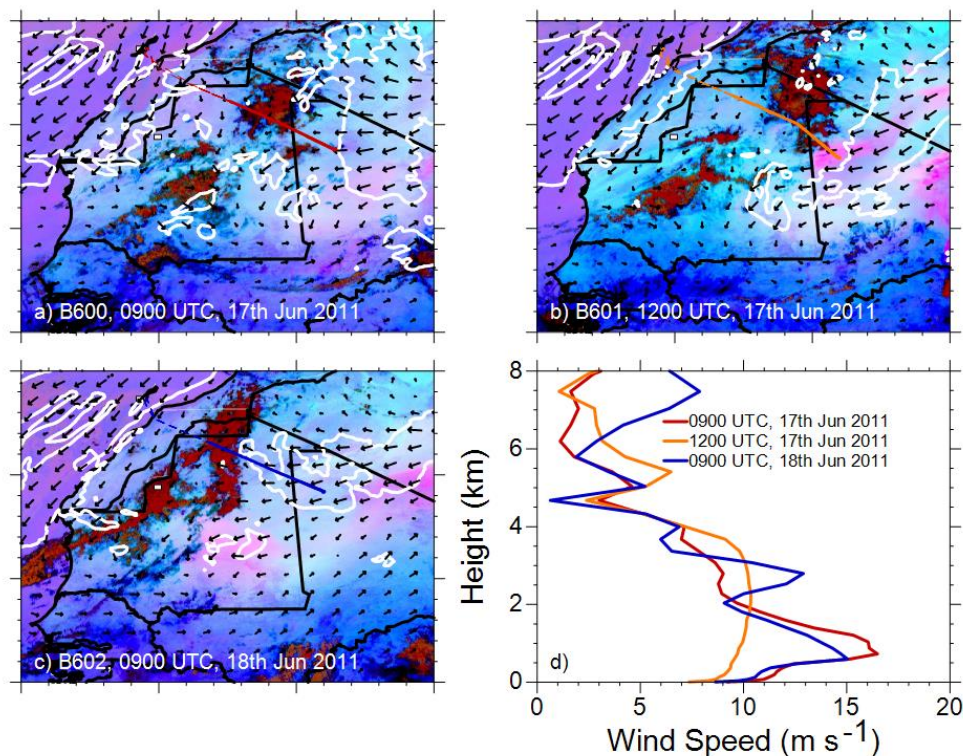 a) B600, 0900 UTC, 17th Jun 2011
b) B601, 1200 UTC, 17th Jun 2011
c) B602, 0900 UTC, 18th Jun 2011
8
6
4
2
0
Height (km)
0900 UTC, 17th Jun 2011
1200 UTC, 17th Jun 2011
0900 UTC, 18th Jun 2011
d)
0 5 10 15 20
Wind Speed (m s⁻¹)